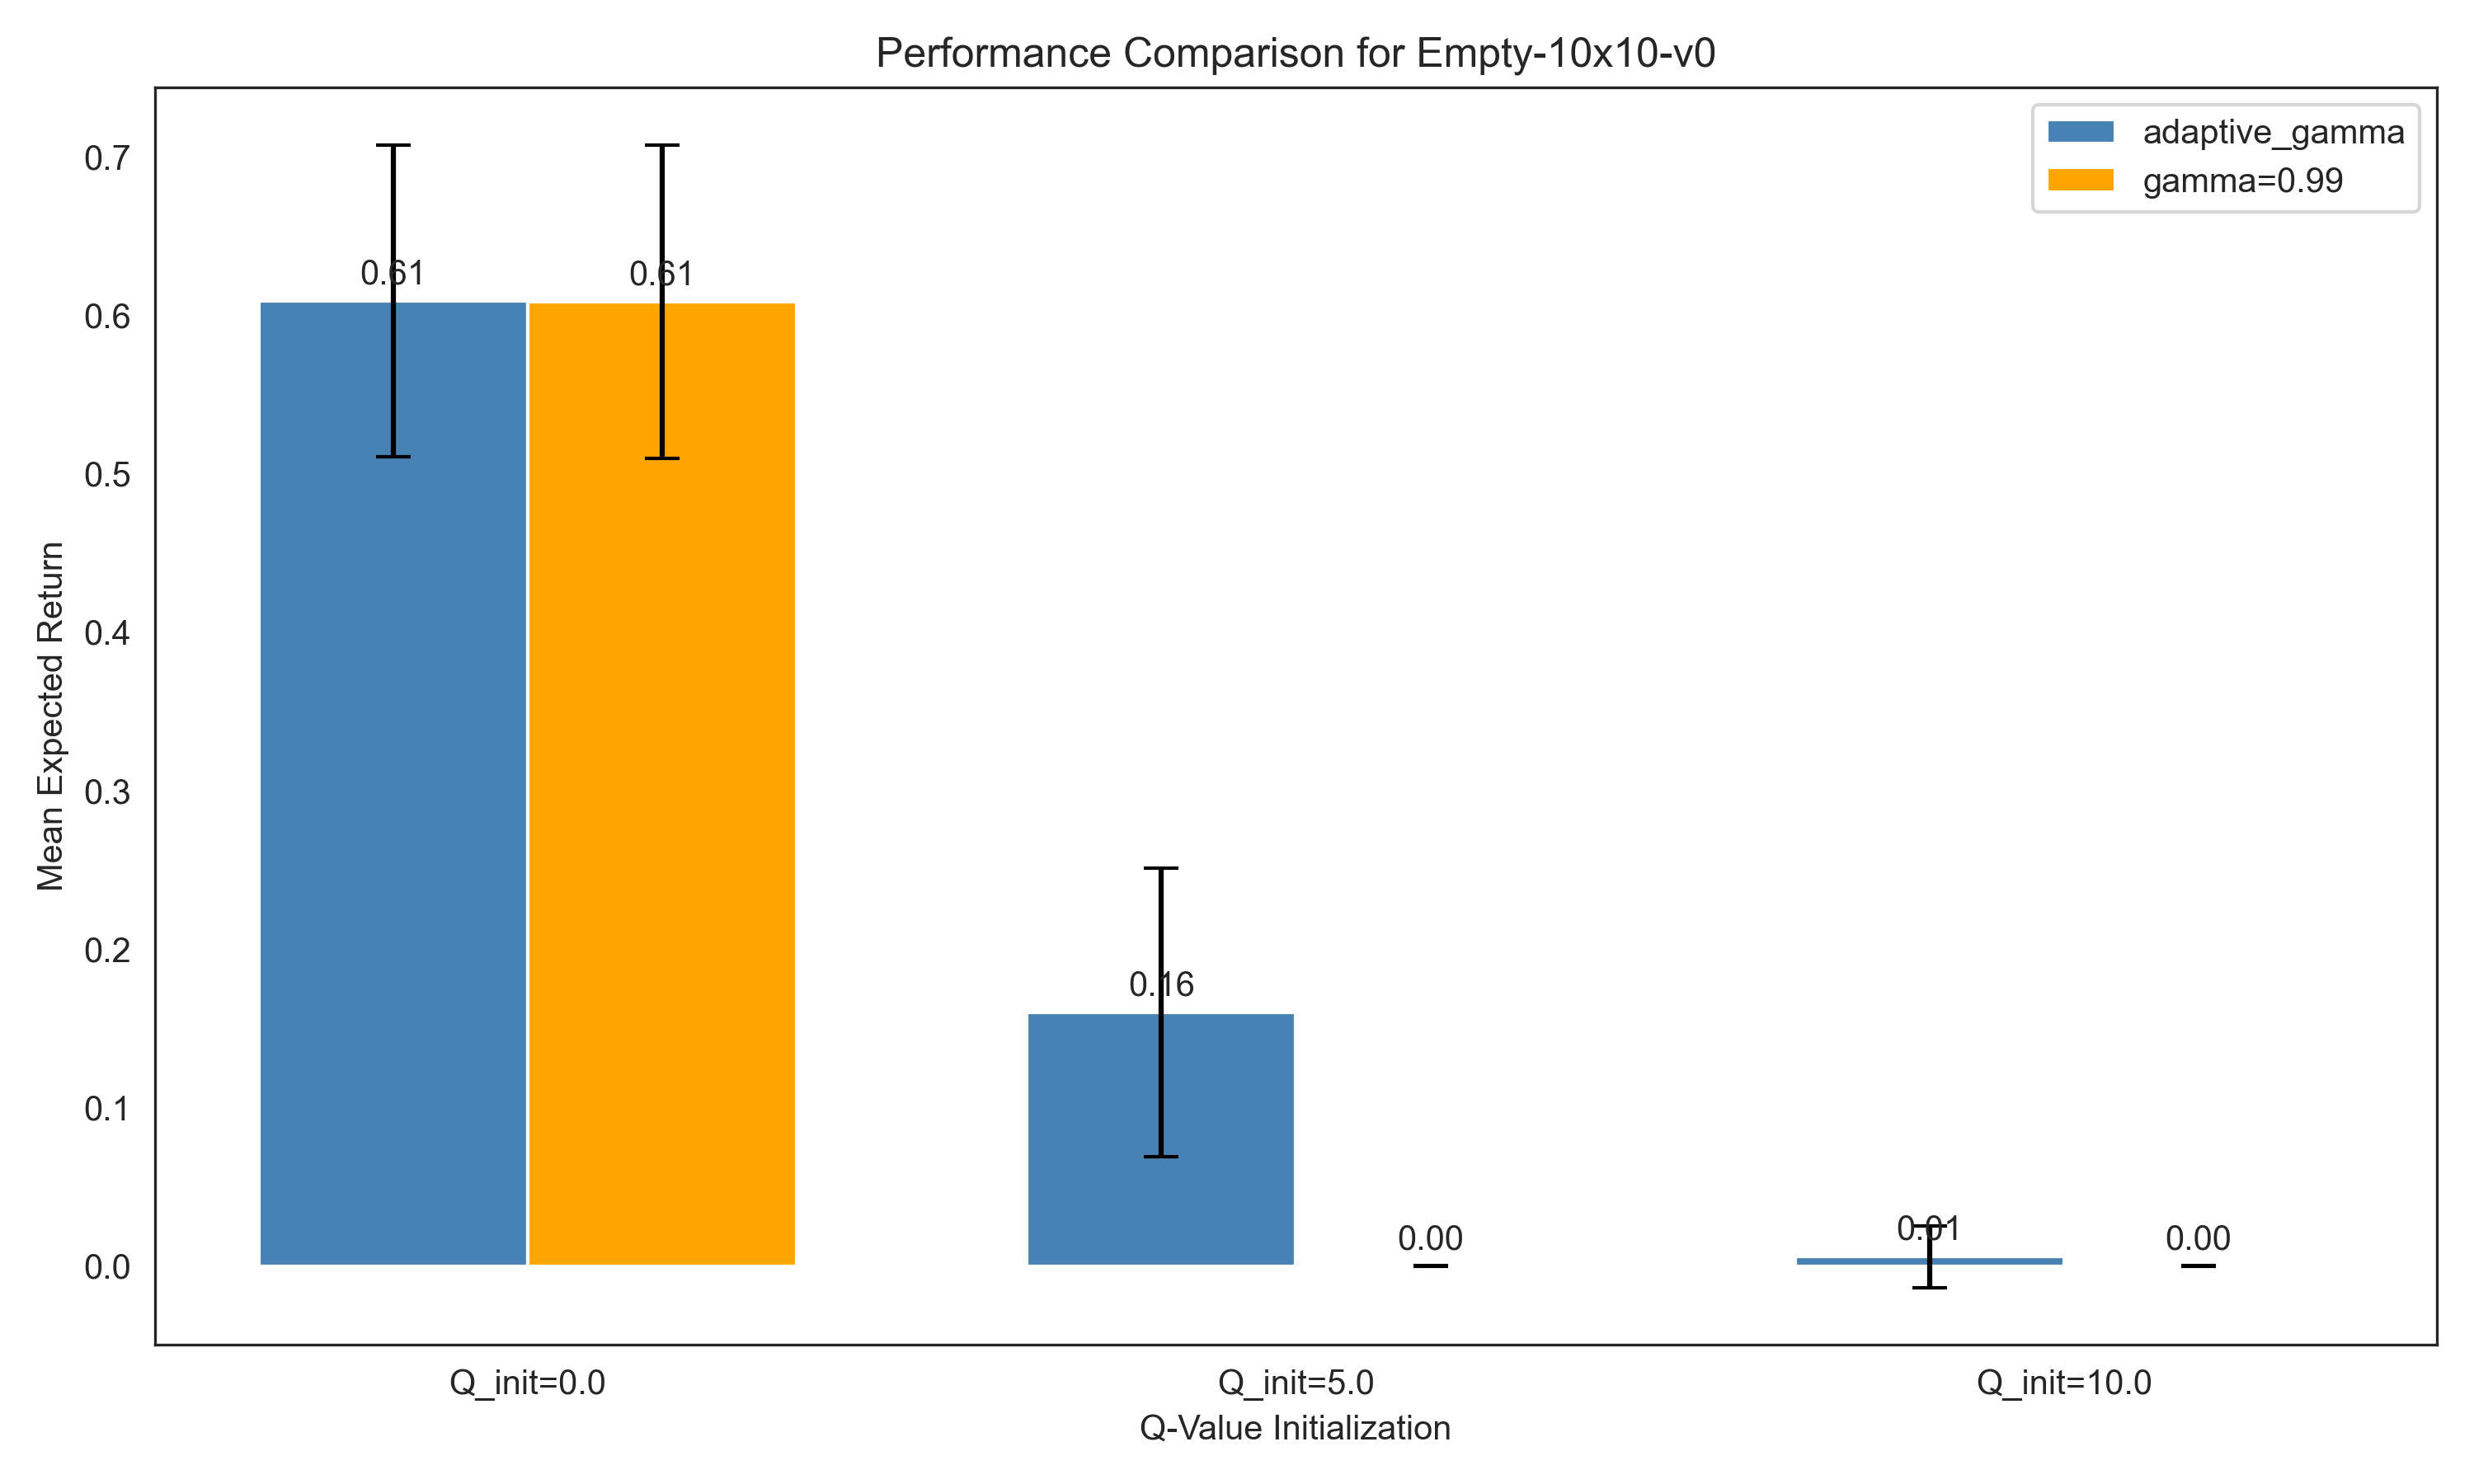 Performance Comparison for Empty-10x10-v0
adaptive_gamma
gamma=0.99
Mean Expected Return
0.7
0.6
0.5
0.4
0.3
0.2
0.1
0.0
0.61
0.61
0.16
0.00
0.01
0.00
Q_init=0.0
Q_init=5.0
Q_init=10.0
Q-Value Initialization